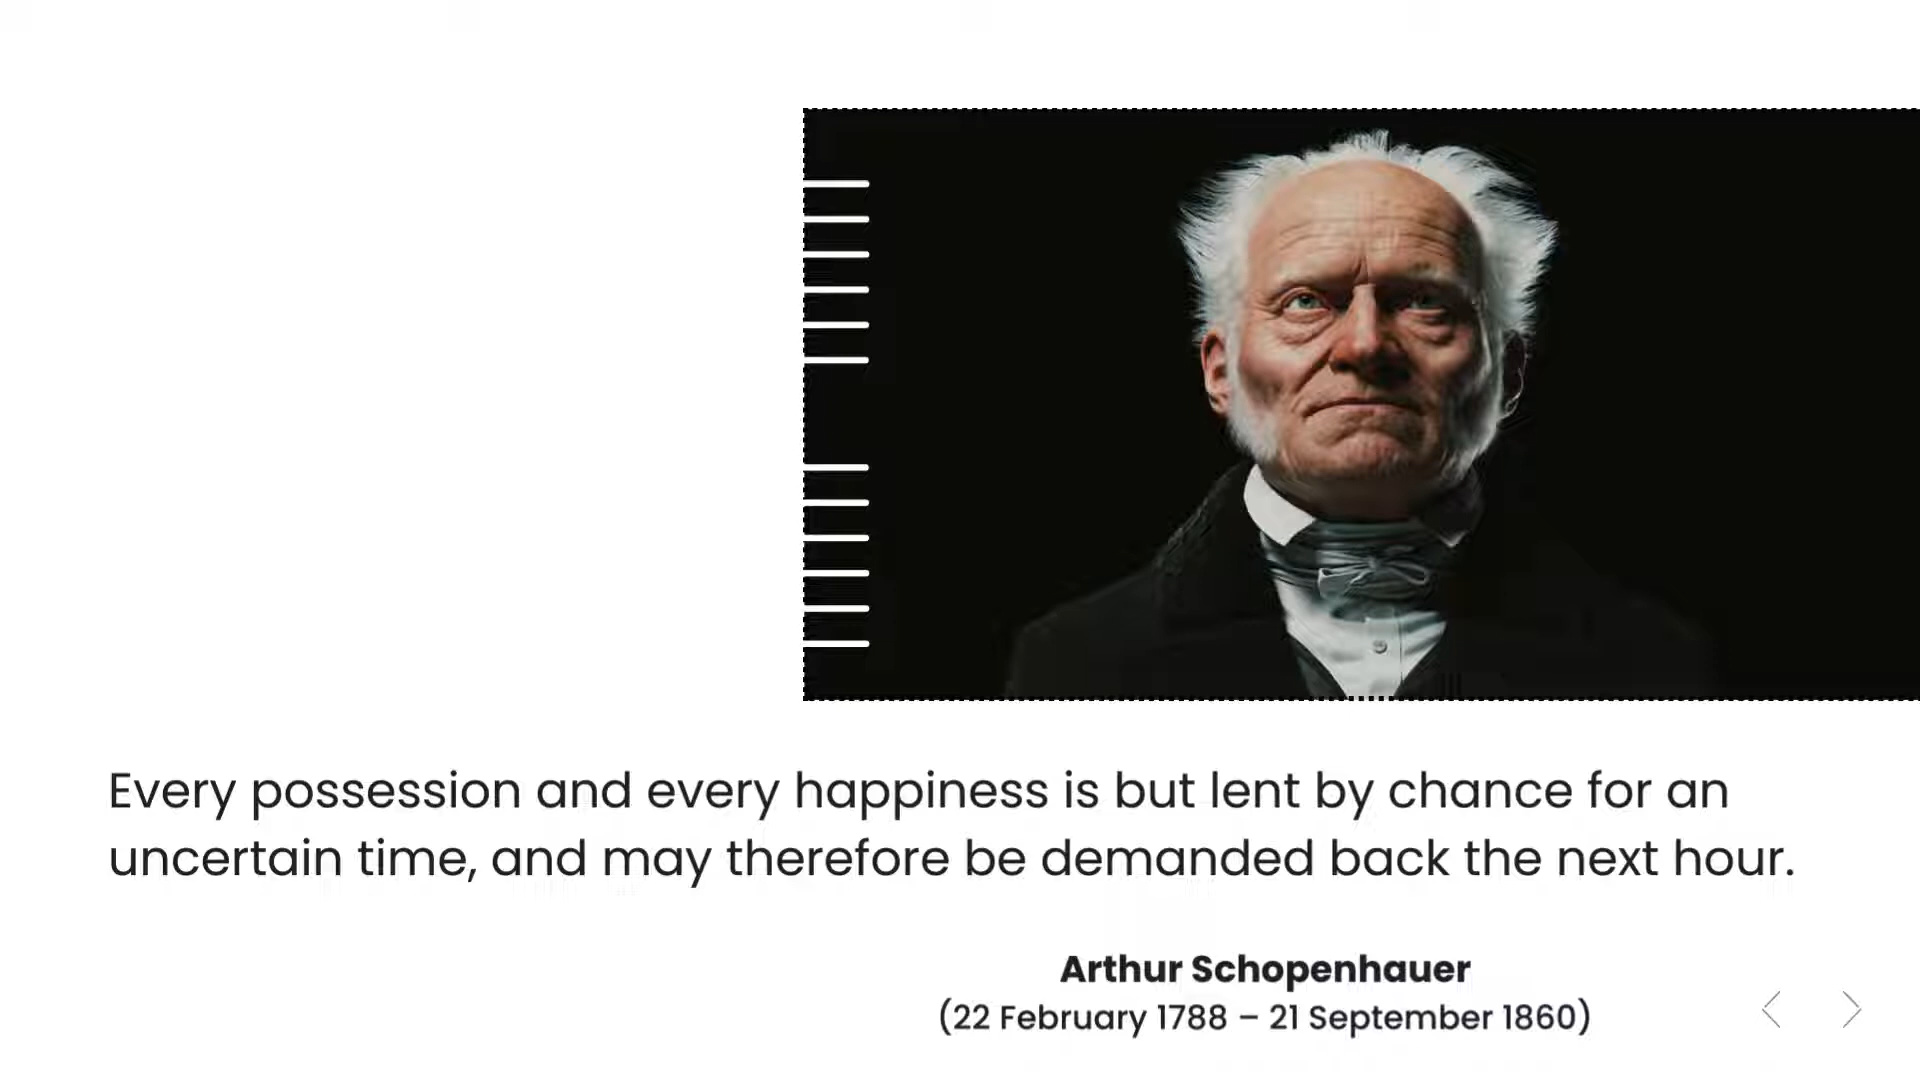 Every possession and every happiness is but lent by chance for an
uncertain time, and may therefore be demanded back the next hour.
Arthur Schopenhauer
(22 February 1788 – 21 September 1860)